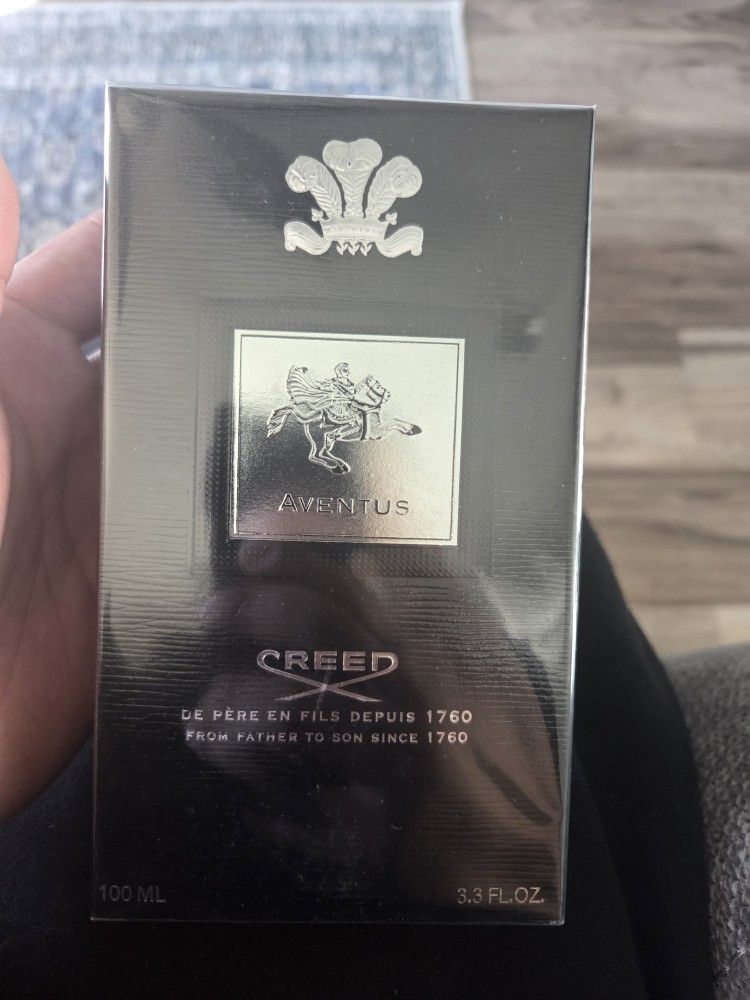 AVENTUS
CREED
DE PÈRE EN FILS DEPUIS 1760
FROM FATHER TO SON SINCE 1760
100 ML
3.3 FL.OZ.